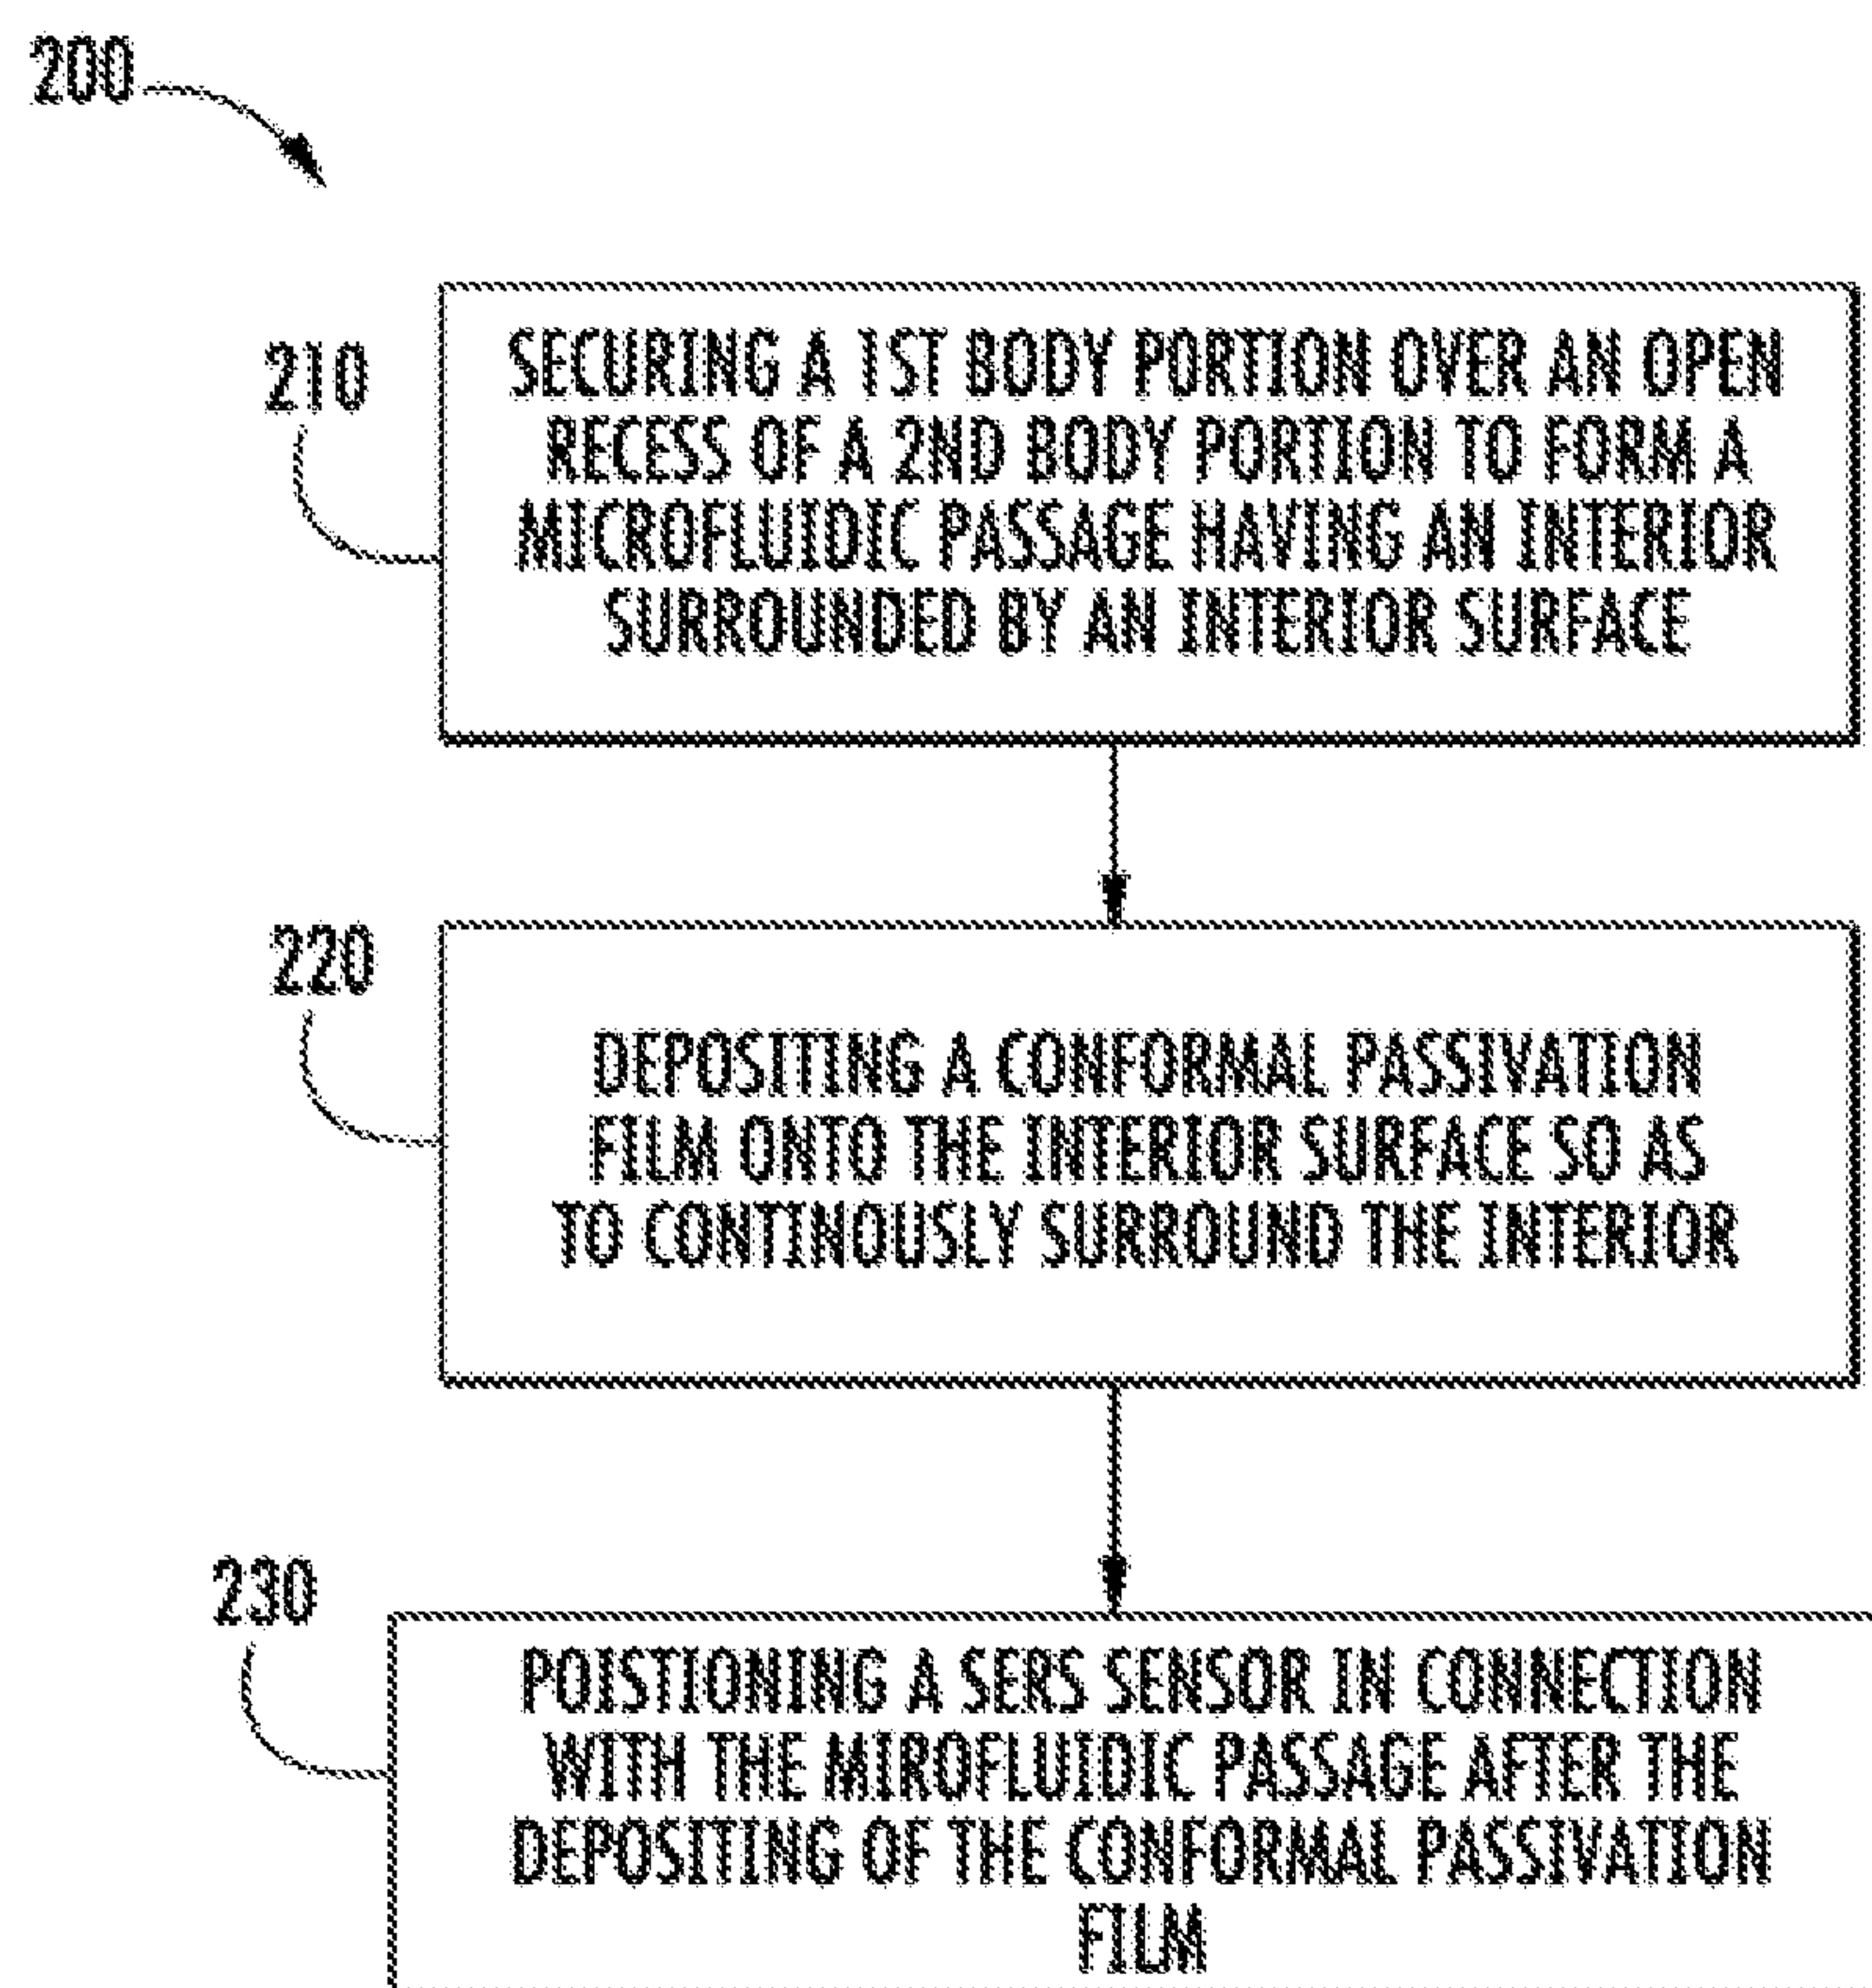 200
210
SECURING A 1ST BODY PORTION OVER AN OPEN
RECESS OF A 2ND BODY PORTION TO FORM A
MICROFLUIDIC PASSAGE HAVING AN INTERIOR
SURROUNDED BY AN INTERIOR SURFACE
220
DEPOSITING A CONFORMAL PASSIVATION
FILM ONTO THE INTERIOR SURFACE SO AS
TO CONTINOUSLY SURROUND THE INTERIOR
230
POISTIONING A SERS SENSOR IN CONNECTION
WITH THE MIROFLUIDIC PASSAGE AFTER THE
DEPOSITING OF THE CONFORMAL PASSIVATION
FILM